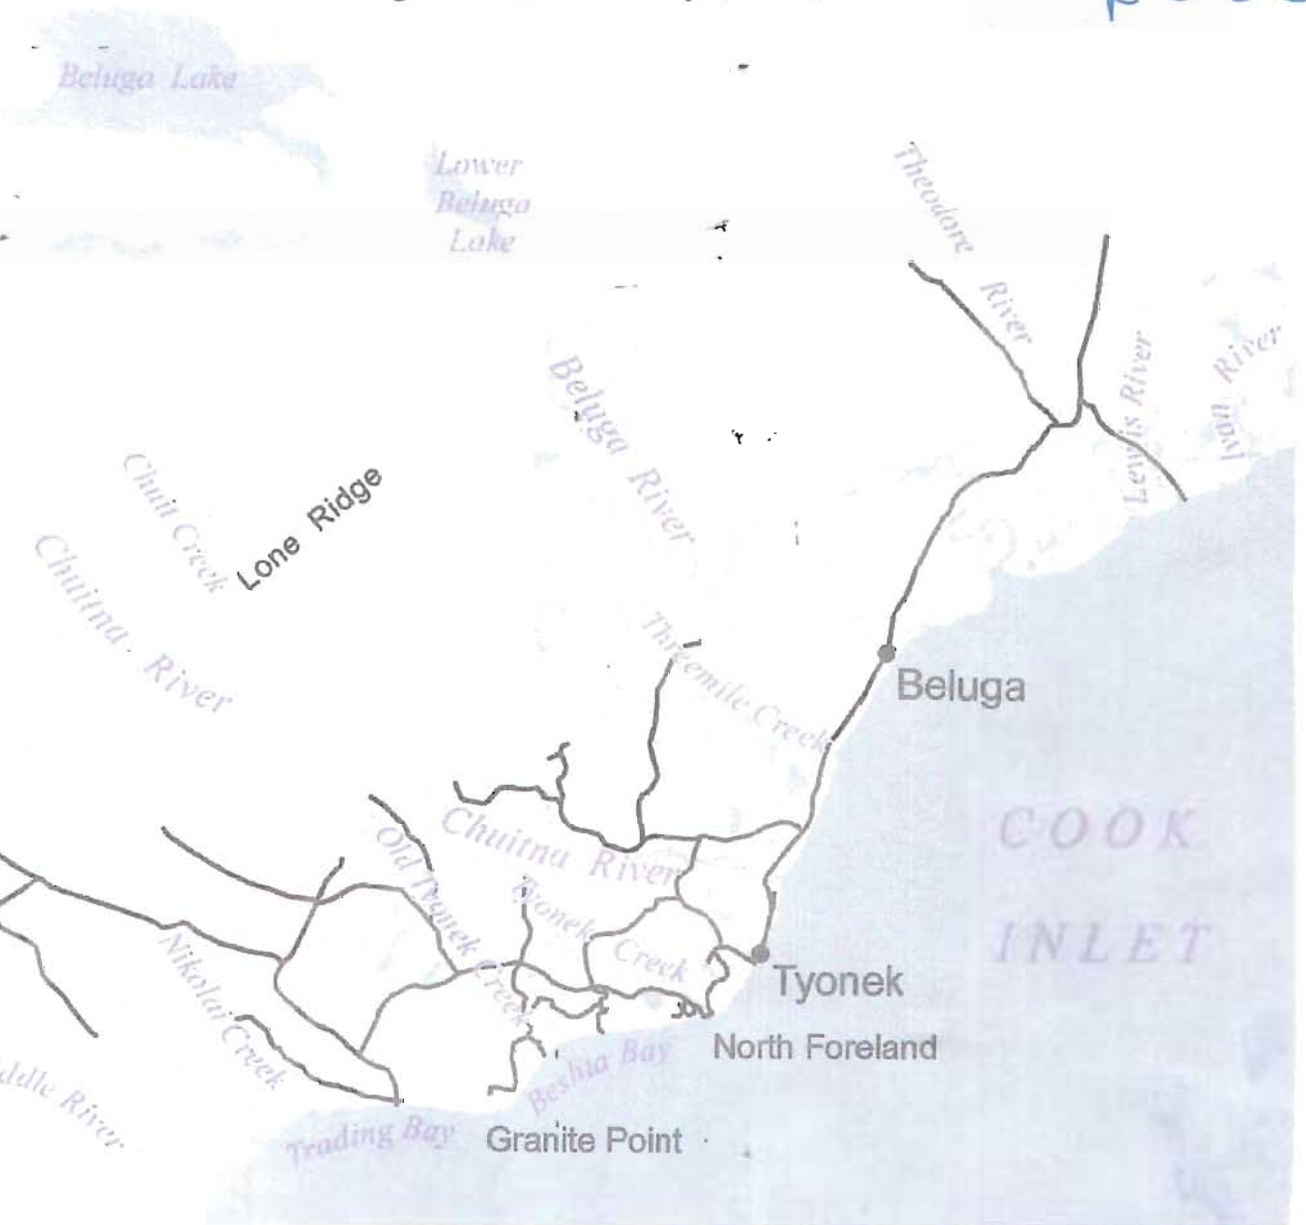 Beluga Lake
Lower
Beluga
Lake
Theodore
River
Lewis River
Ivan River
Beluga
River
Chuit Creek
Lone Ridge
Chuitna River
Threemile Creek
Beluga
COOK
INLET
Chuitna River
Old Tyonek Creek
Tyonek
Creek
Nikolai Creek
Tyonek
North Foreland
Beshta Bay
River
Trading Bay
Granite Point